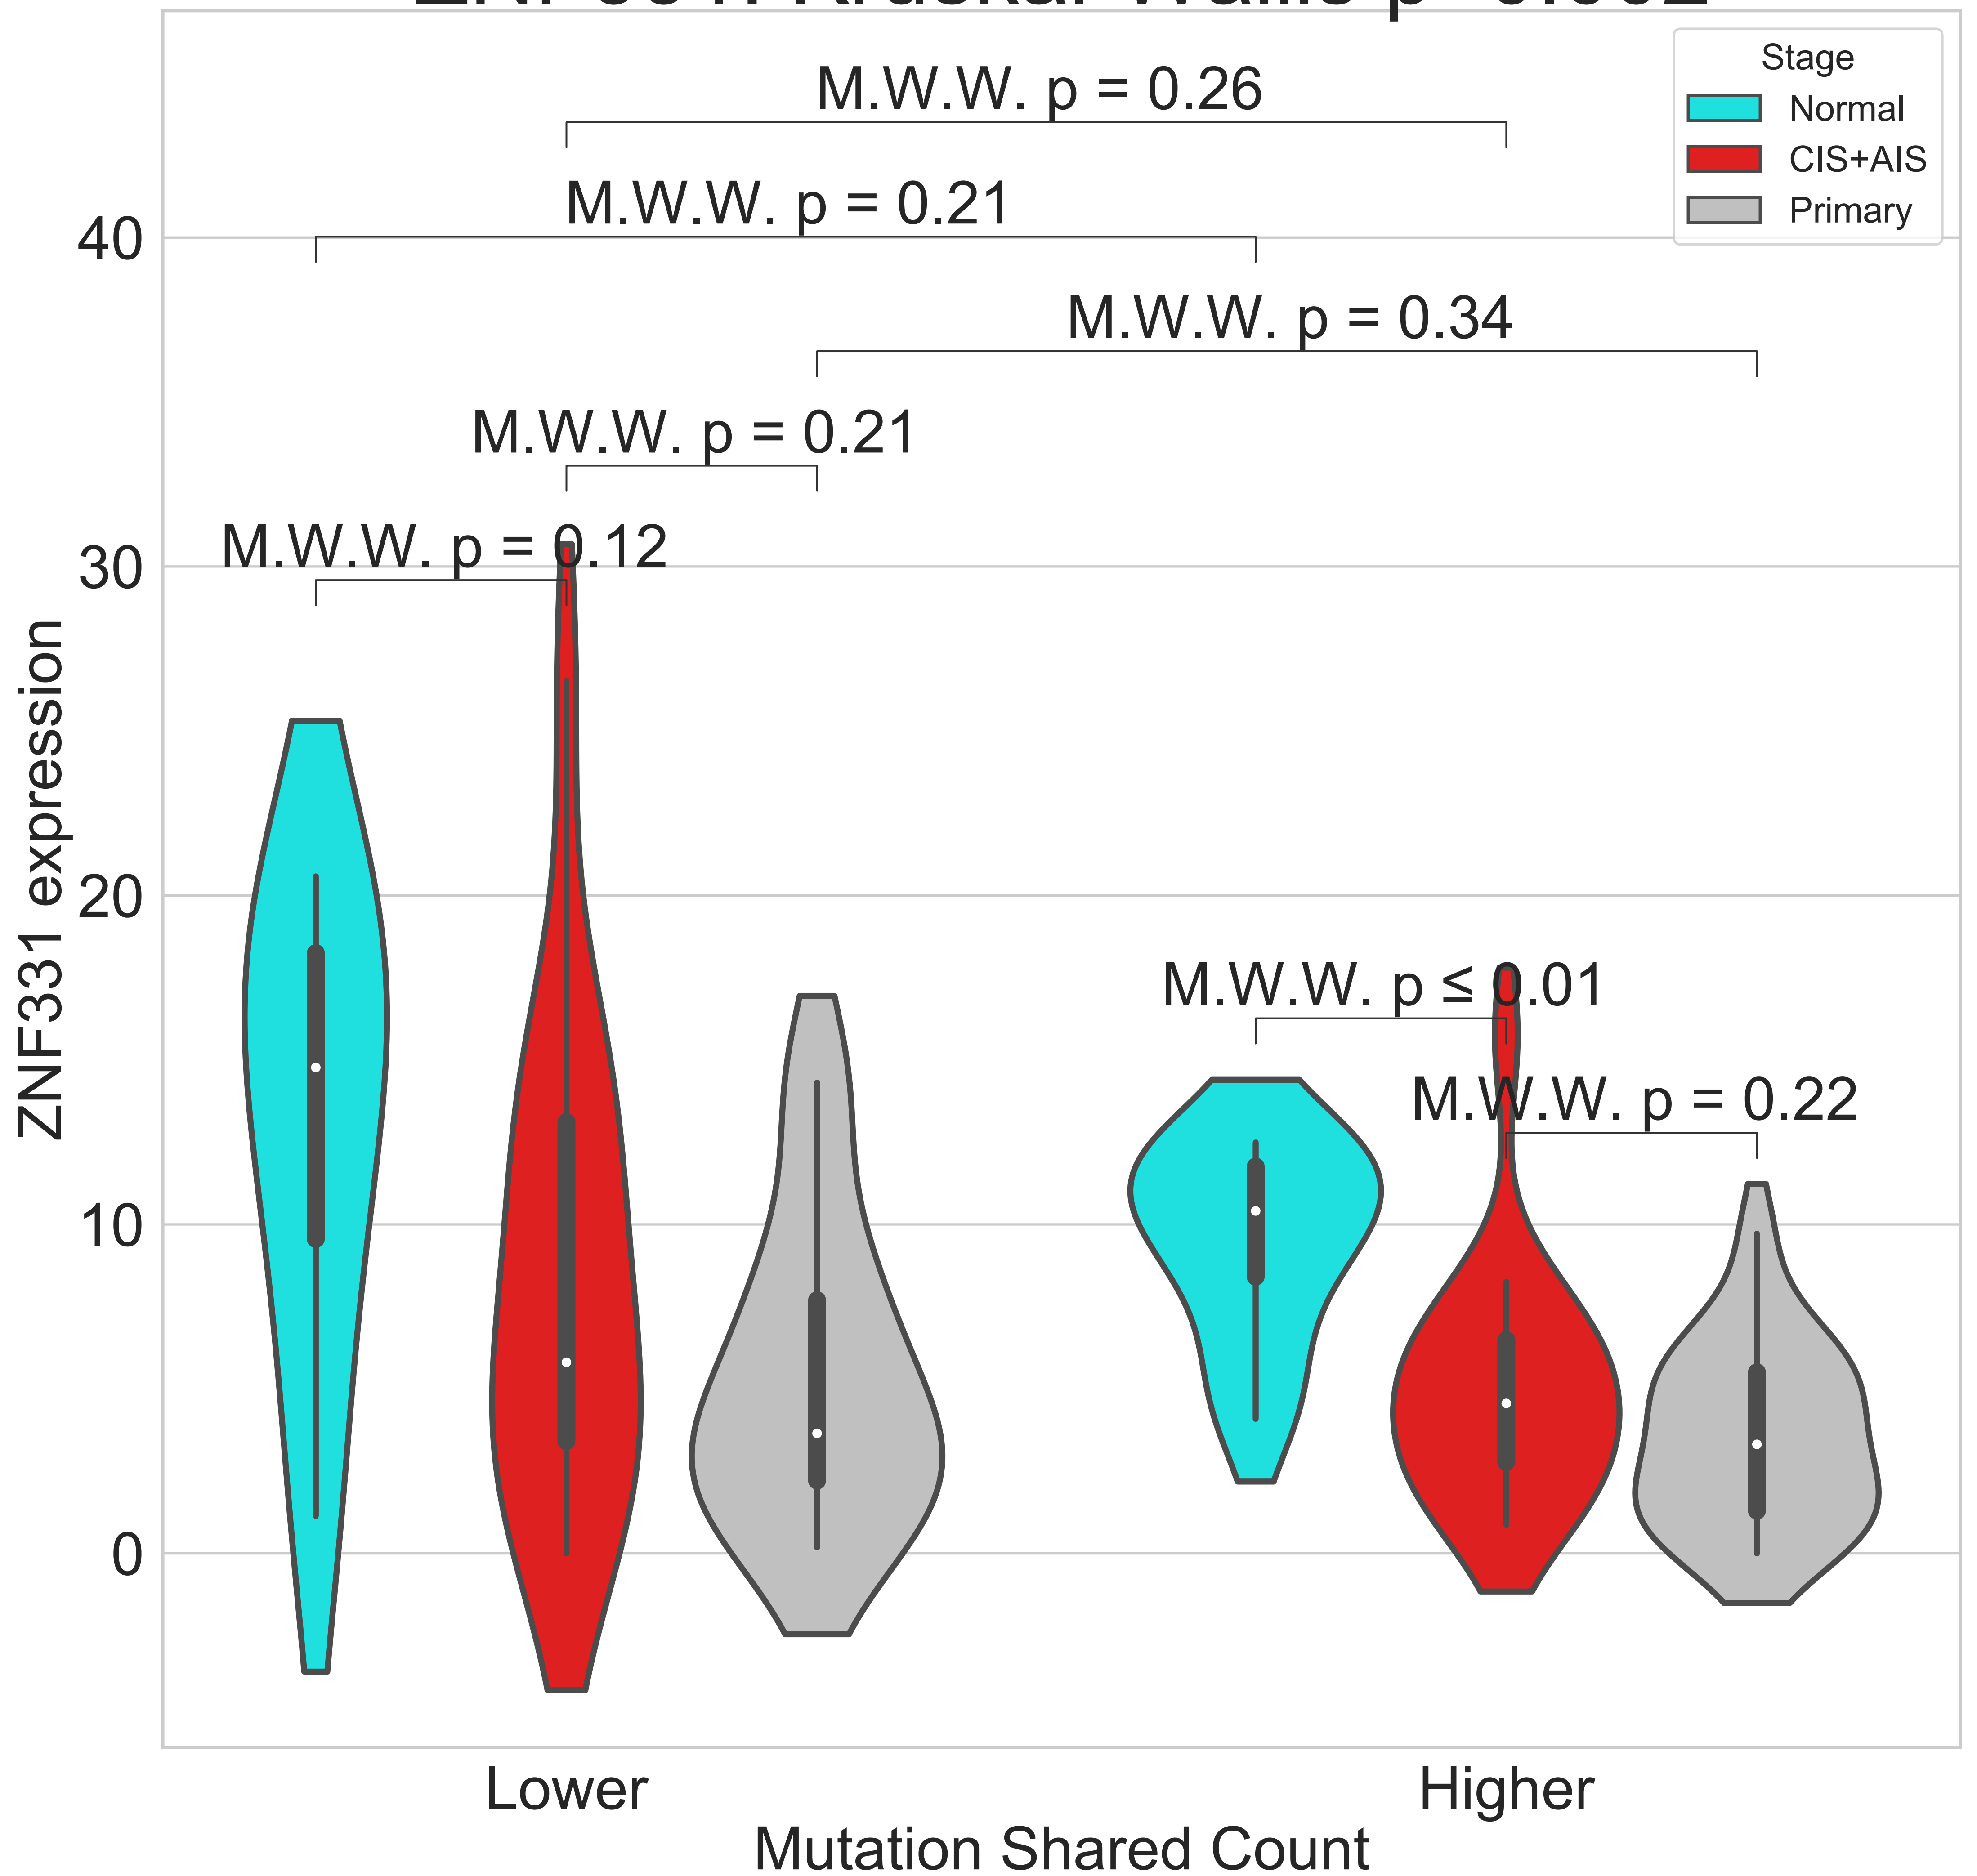 M.W.W. p = 0.26
M.W.W. p = 0.21
M.W.W. p = 0.34
M.W.W. p = 0.21
M.W.W. p = 0.12
M.W.W. p ≤ 0.01
M.W.W. p = 0.22
Stage
Normal
CIS+AIS
Primary
40
30
20
10
0
ZNF331 expression
Lower
Higher
Mutation Shared Count